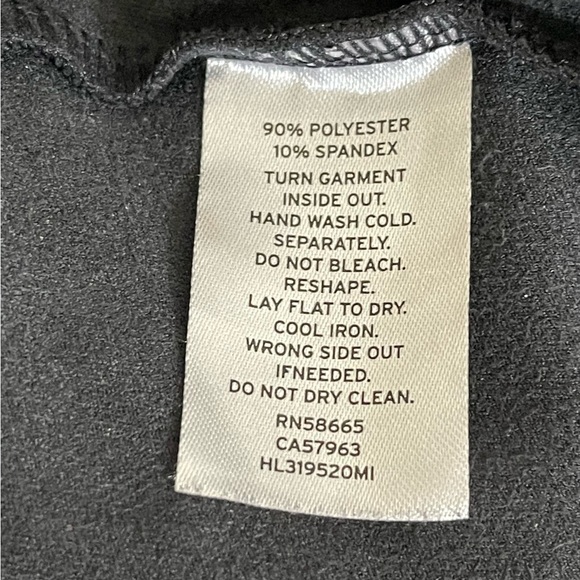 90% POLYESTER
10% SPANDEX
TURN GARMENT
INSIDE OUT.
HAND WASH COLD.
SEPARATELY.
DO NOT BLEACH.
RESHAPE.
LAY FLAT TO DRY.
COOL IRON.
WRONG SIDE OUT
IFNEEDED.
DO NOT DRY CLEAN.
RN58665
CA57963
HL319520MI